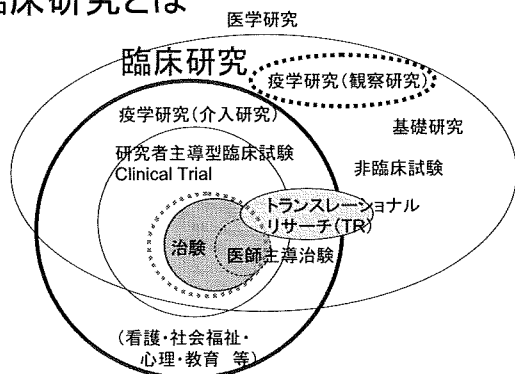 臨床研究とは
医学研究
臨床研究
疫学研究(観察研究)
疫学研究(介入研究)
基礎研究
研究者主導型臨床試験
Clinical Trial
非臨床試験
トランスレーショナル
リサーチ(TR)
治験
医師主導治験
(看護・社会福祉・
心理・教育 等)